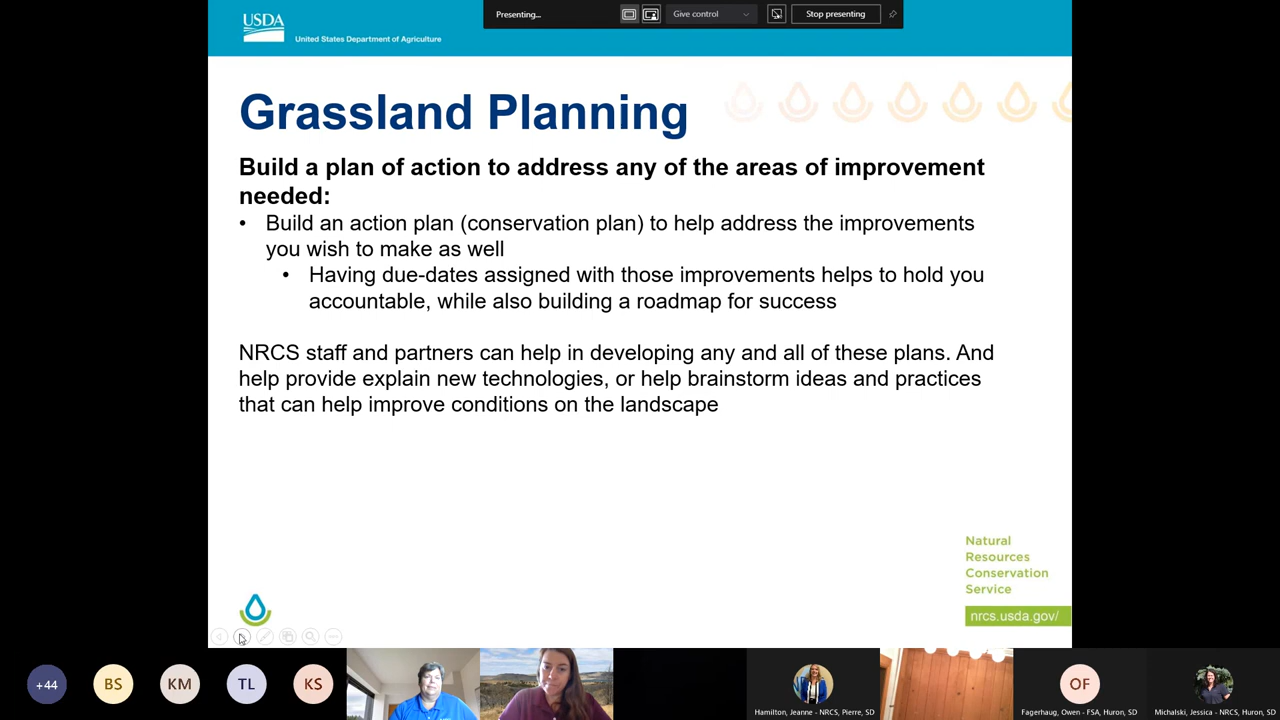 Presenting...
Give control
Stop presenting
USDA
United States Department of Agriculture
Grassland Planning
Build a plan of action to address any of the areas of improvement
needed:
• Build an action plan (conservation plan) to help address the improvements
you wish to make as well
• Having due-dates assigned with those improvements helps to hold you
accountable, while also building a roadmap for success
NRCS staff and partners can help in developing any and all of these plans. And
help provide explain new technologies, or help brainstorm ideas and practices
that can help improve conditions on the landscape
Natural
Resources
Conservation
Service
nrcs.usda.gov/
+44
BS
KM
TL
KS
OF
Hamilton, Jeanne - NRCS, Pierre, SD
Fagerhaug, Owen - FSA, Huron, SD
Michalski, Jessica - NRCS, Huron, SD